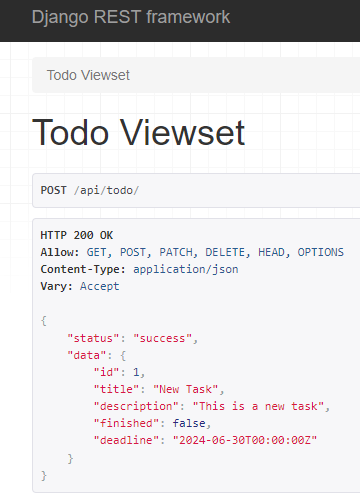 Django REST framework
Todo Viewset
Todo Viewset
POST /api/todo/
HTTP 200 OK
Allow: GET, POST, PATCH, DELETE, HEAD, OPTIONS
Content-Type: application/json
Vary: Accept
{
    "status": "success",
    "data": {
        "id": 1,
        "title": "New Task",
        "description": "This is a new task",
        "finished": false,
        "deadline": "2024-06-30T00:00:00Z"
    }
}